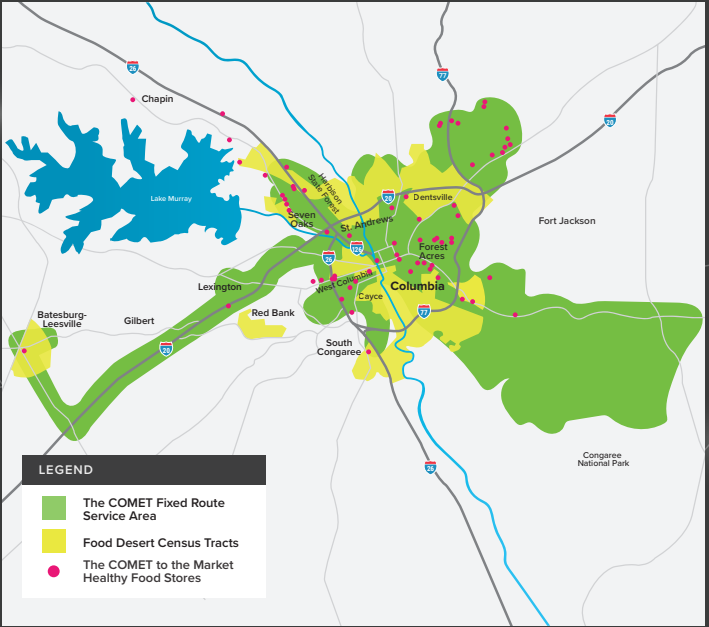 26
77
20
Chapin
Lake Murray
Harbison
State Forest
20
Dentsville
Seven
Oaks
St. Andrews
Fort Jackson
126
26
Forest
Acres
Lexington
West Columbia
Columbia
Cayce
Batesburg-
Leesville
Gilbert
Red Bank
77
20
South
Congaree
Congaree
National Park
26
LEGEND
The COMET Fixed Route
Service Area
Food Desert Census Tracts
The COMET to the Market
Healthy Food Stores